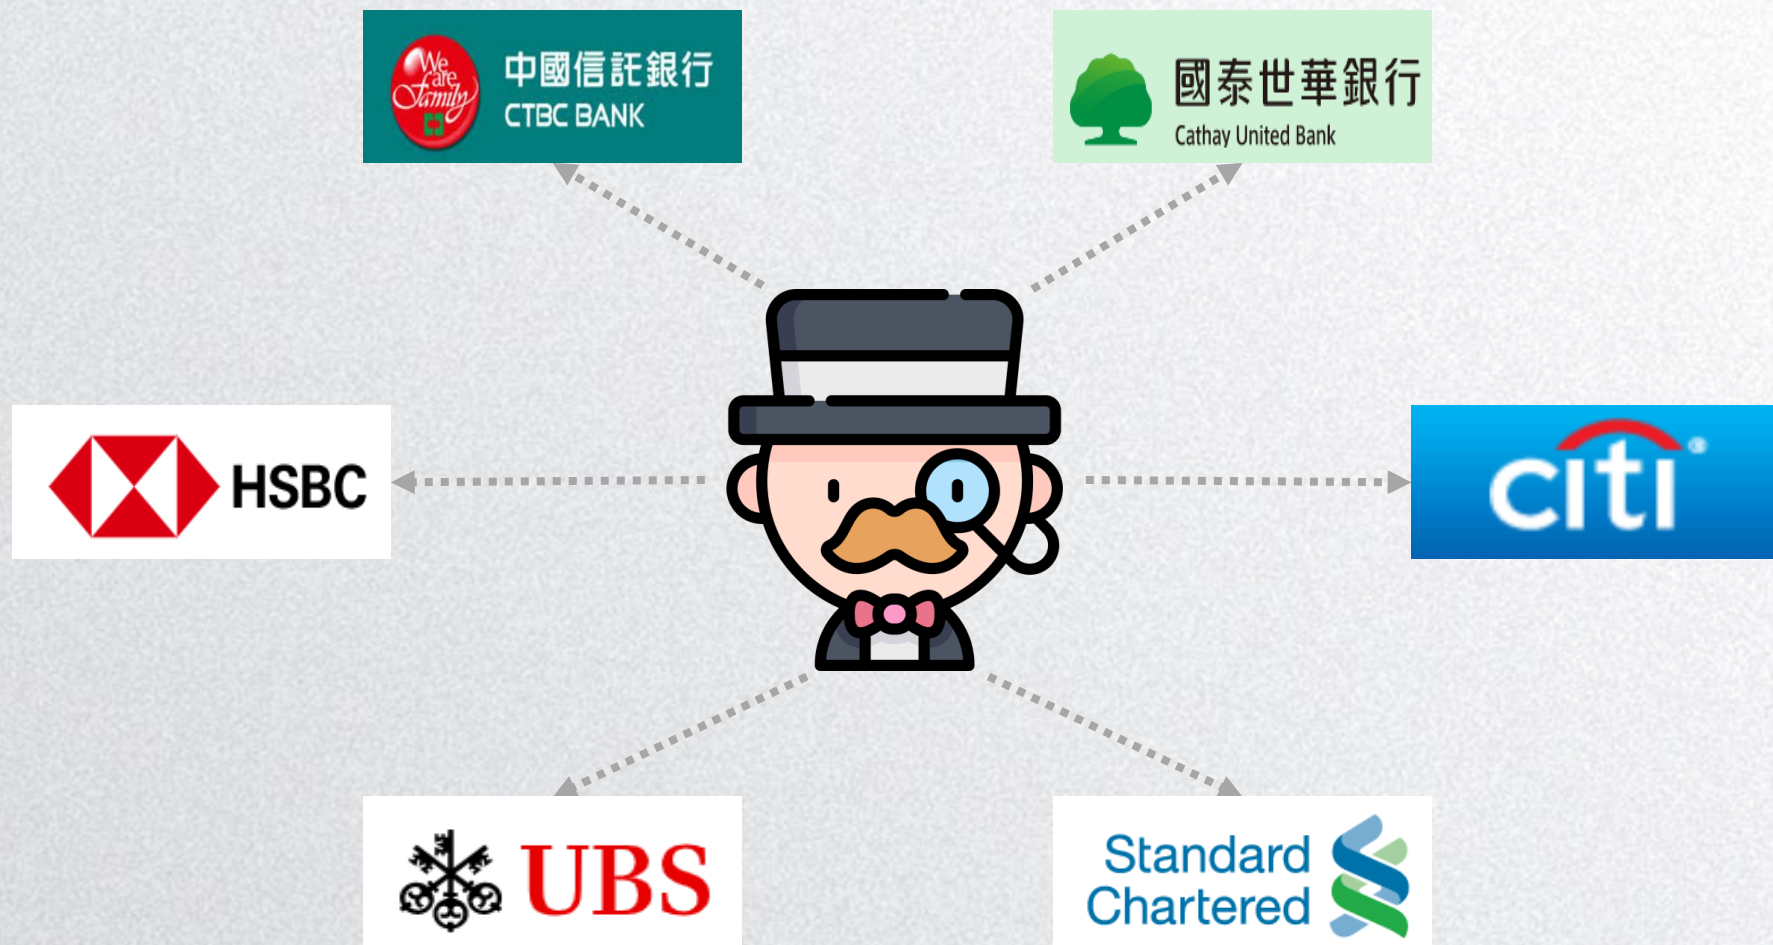 We are Family
中國信託銀行
CTBC BANK
國泰世華銀行
Cathay United Bank
HSBC
citi®
UBS
Standard
Chartered